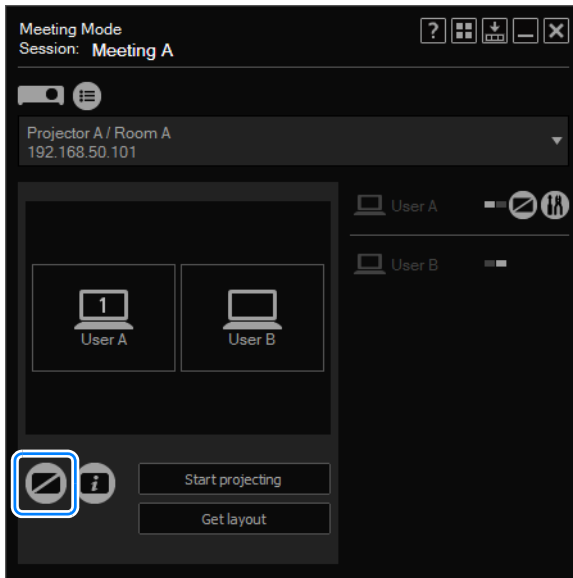 Meeting Mode
Session: Meeting A
?
Projector A / Room A
192.168.50.101
User A
User B
1
User A
User B
i
Start projecting
Get layout